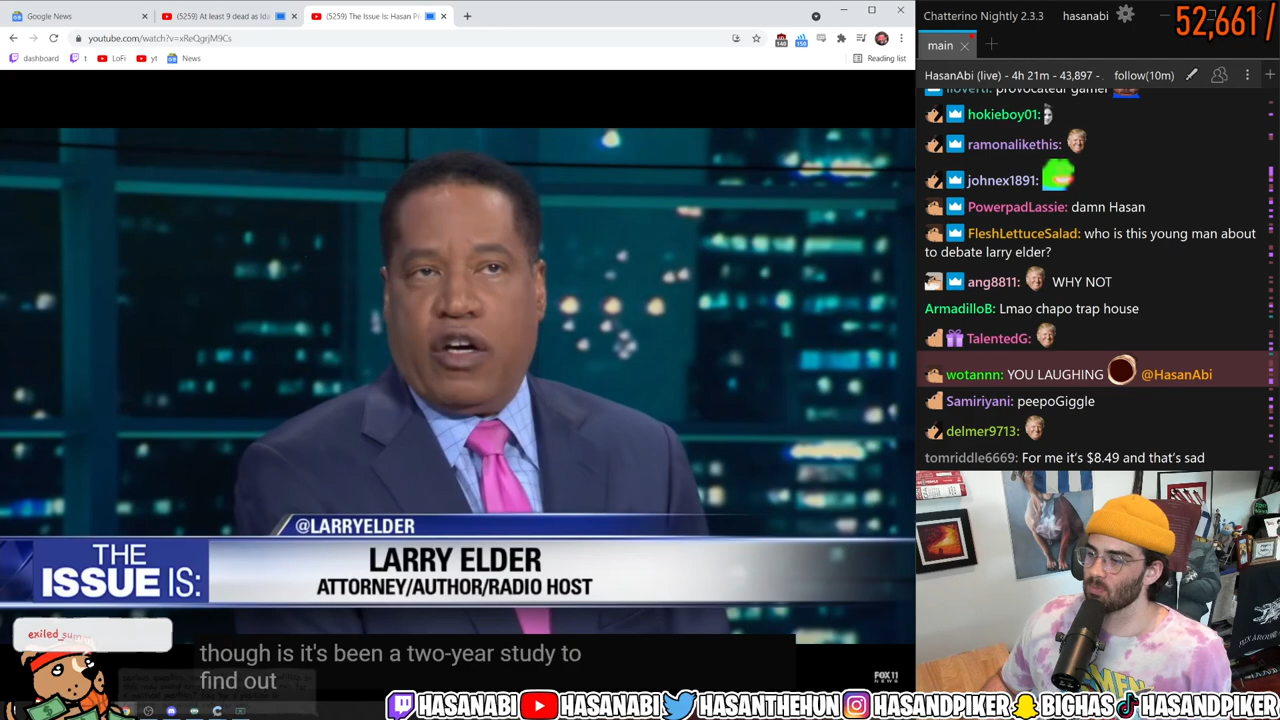 Google News
(5259) At least 9 dead as Ida
(5259) The Issue Is: Hasan Pi
youtube.com/watch?v=xReQgrjM9Cs
140
150
dashboard
t
LoFi
yt
News
Reading list
@LARRYELDER
THE
ISSUE IS:
LARRY ELDER
ATTORNEY/AUTHOR/RADIO HOST
though is it's been a two-year study to
find out
FOX 11
NEWS
Chatterino Nightly 2.3.3
hasanabi
52,661 /
main
HasanAbi (live) - 4h 21m - 43,897 -
follow(10m)
provocateur gamer
hokieboy01:
ramonalikethis:
johnex1891:
PowerpadLassie: damn Hasan
FleshLettuceSalad: who is this young man about
to debate larry elder?
ang8811: WHY NOT
ArmadilloB: Lmao chapo trap house
TalentedG:
wotannn: YOU LAUGHING @HasanAbi
Samiriyani: peepoGiggle
delmer9713:
tomriddle6669: For me it's $8.49 and that's sad
HASANABI
HASANABI
HASANTHEHUN
HASANDPIKER
BIGHAS
HASANDPIKER